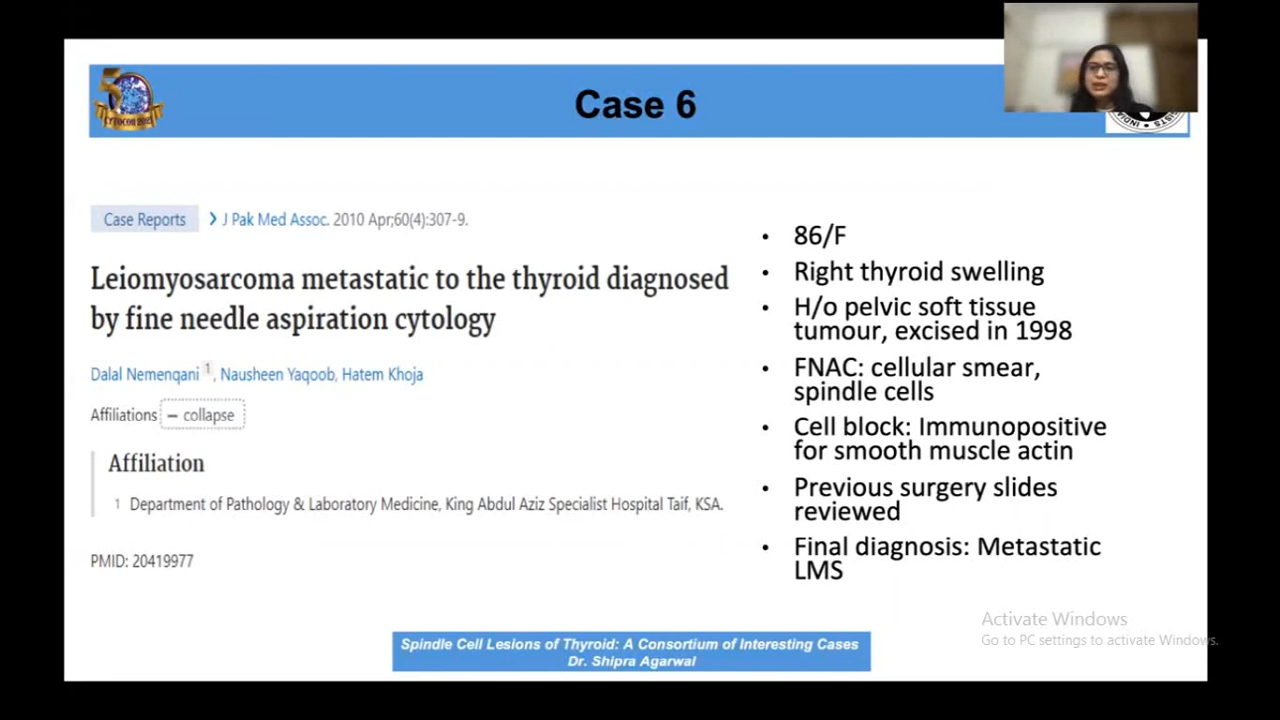 Case 6
50
CYTOCON 2021
Case Reports
J Pak Med Assoc. 2010 Apr;60(4):307-9.
Leiomyosarcoma metastatic to the thyroid diagnosed
by fine needle aspiration cytology
Dalal Nemenqani 1, Nausheen Yaqoob, Hatem Khoja
Affiliations – collapse
Affiliation
1 Department of Pathology & Laboratory Medicine, King Abdul Aziz Specialist Hospital Taif, KSA.
PMID: 20419977
• 86/F
• Right thyroid swelling
• H/o pelvic soft tissue
tumour, excised in 1998
• FNAC: cellular smear,
spindle cells
• Cell block: Immunopositive
for smooth muscle actin
• Previous surgery slides
reviewed
• Final diagnosis: Metastatic
LMS
Activate Windows
Go to PC settings to activate Windows.
Spindle Cell Lesions of Thyroid: A Consortium of Interesting Cases
Dr. Shipra Agarwal